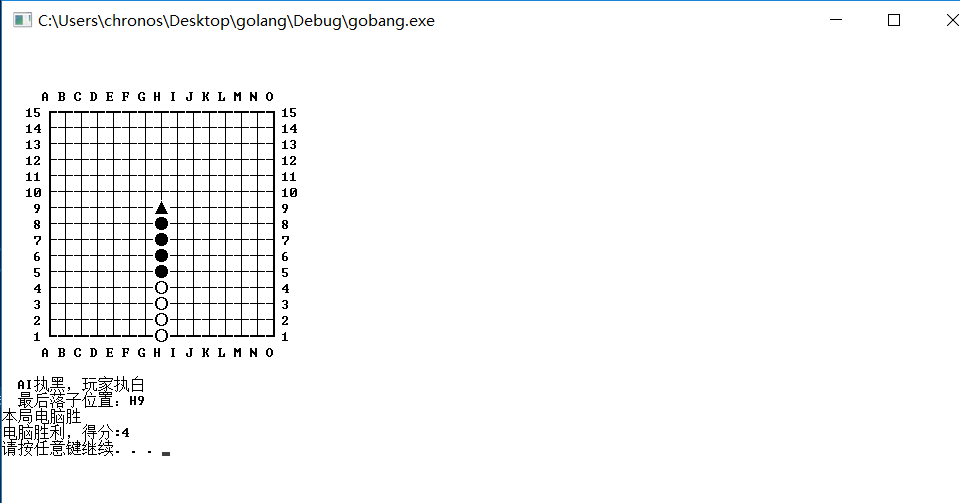 C:\Users\chronos\Desktop\golang\Debug\gobang.exe
A B C D E F G H I J K L M N O
15 15
14 14
13 13
12 12
11 11
10 10
9 9
8 8
7 7
6 6
5 5
4 4
3 3
2 2
1 1
A B C D E F G H I J K L M N O
AI执黑，玩家执白
最后落子位置：H9
本局电脑胜
电脑胜利，得分:4
请按任意键继续. . .